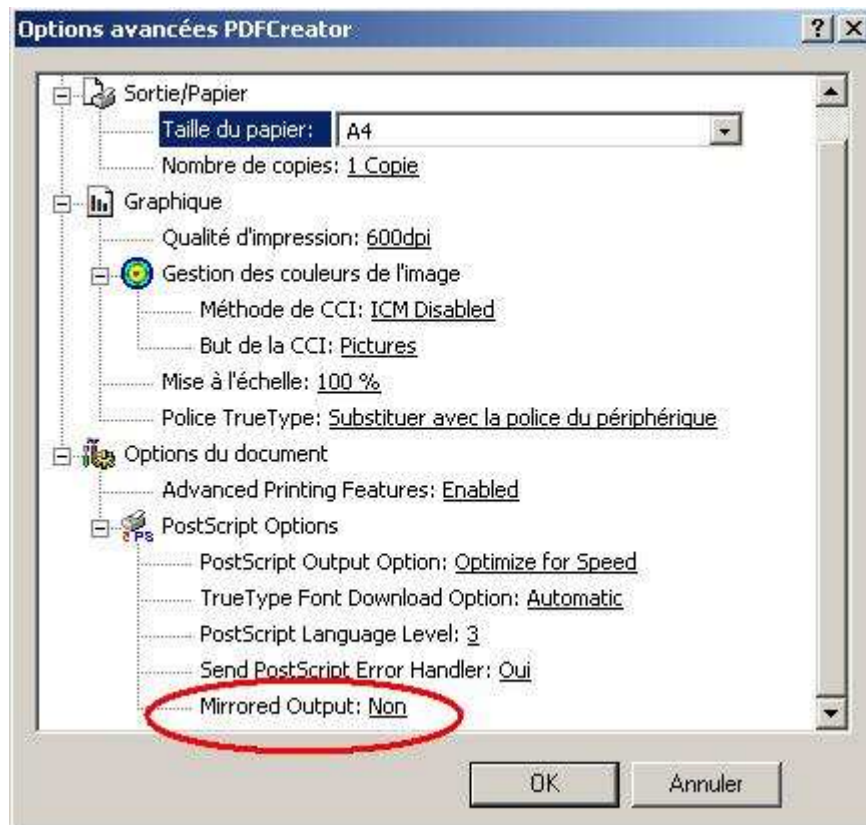 Options avancées PDFCreator
Sortie/Papier
Taille du papier: A4
Nombre de copies: 1 Copie
Graphique
Qualité d'impression: 600dpi
Gestion des couleurs de l'image
Méthode de CCI: ICM Disabled
But de la CCI: Pictures
Mise à l'échelle: 100 %
Police TrueType: Substituer avec la police du périphérique
Options du document
Advanced Printing Features: Enabled
PostScript Options
PostScript Output Option: Optimize for Speed
TrueType Font Download Option: Automatic
PostScript Language Level: 3
Send PostScript Error Handler: Oui
Mirrored Output: Non
OK Annuler